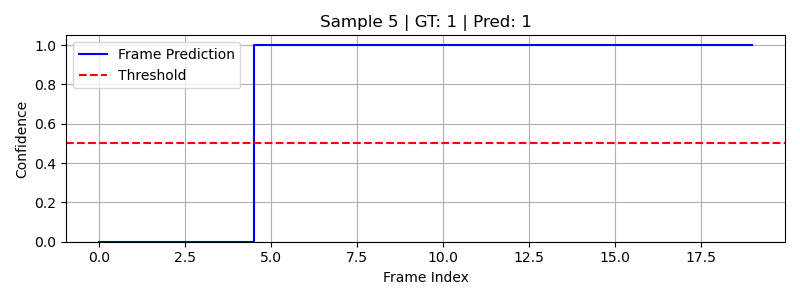 Sample 5 | GT: 1 | Pred: 1
Frame Prediction
Threshold
Confidence
1.0
0.8
0.6
0.4
0.2
0.0
0.0 2.5 5.0 7.5 10.0 12.5 15.0 17.5
Frame Index